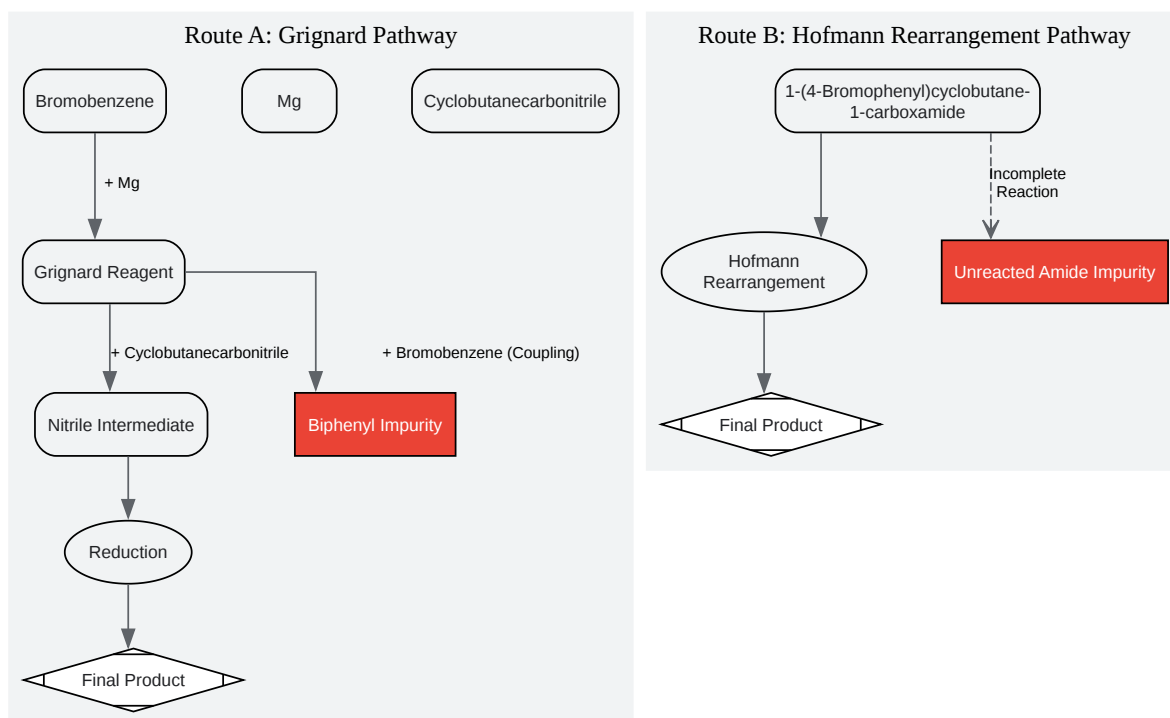 Route A: Grignard Pathway
Bromobenzene
Mg
Cyclobutanecarbonitrile
+ Mg
Grignard Reagent
+ Cyclobutanecarbonitrile
+ Bromobenzene (Coupling)
Nitrile Intermediate
Biphenyl Impurity
Reduction
Final Product
Route B: Hofmann Rearrangement Pathway
1-(4-Bromophenyl)cyclobutane-
1-carboxamide
Incomplete
Reaction
Hofmann
Rearrangement
Unreacted Amide Impurity
Final Product